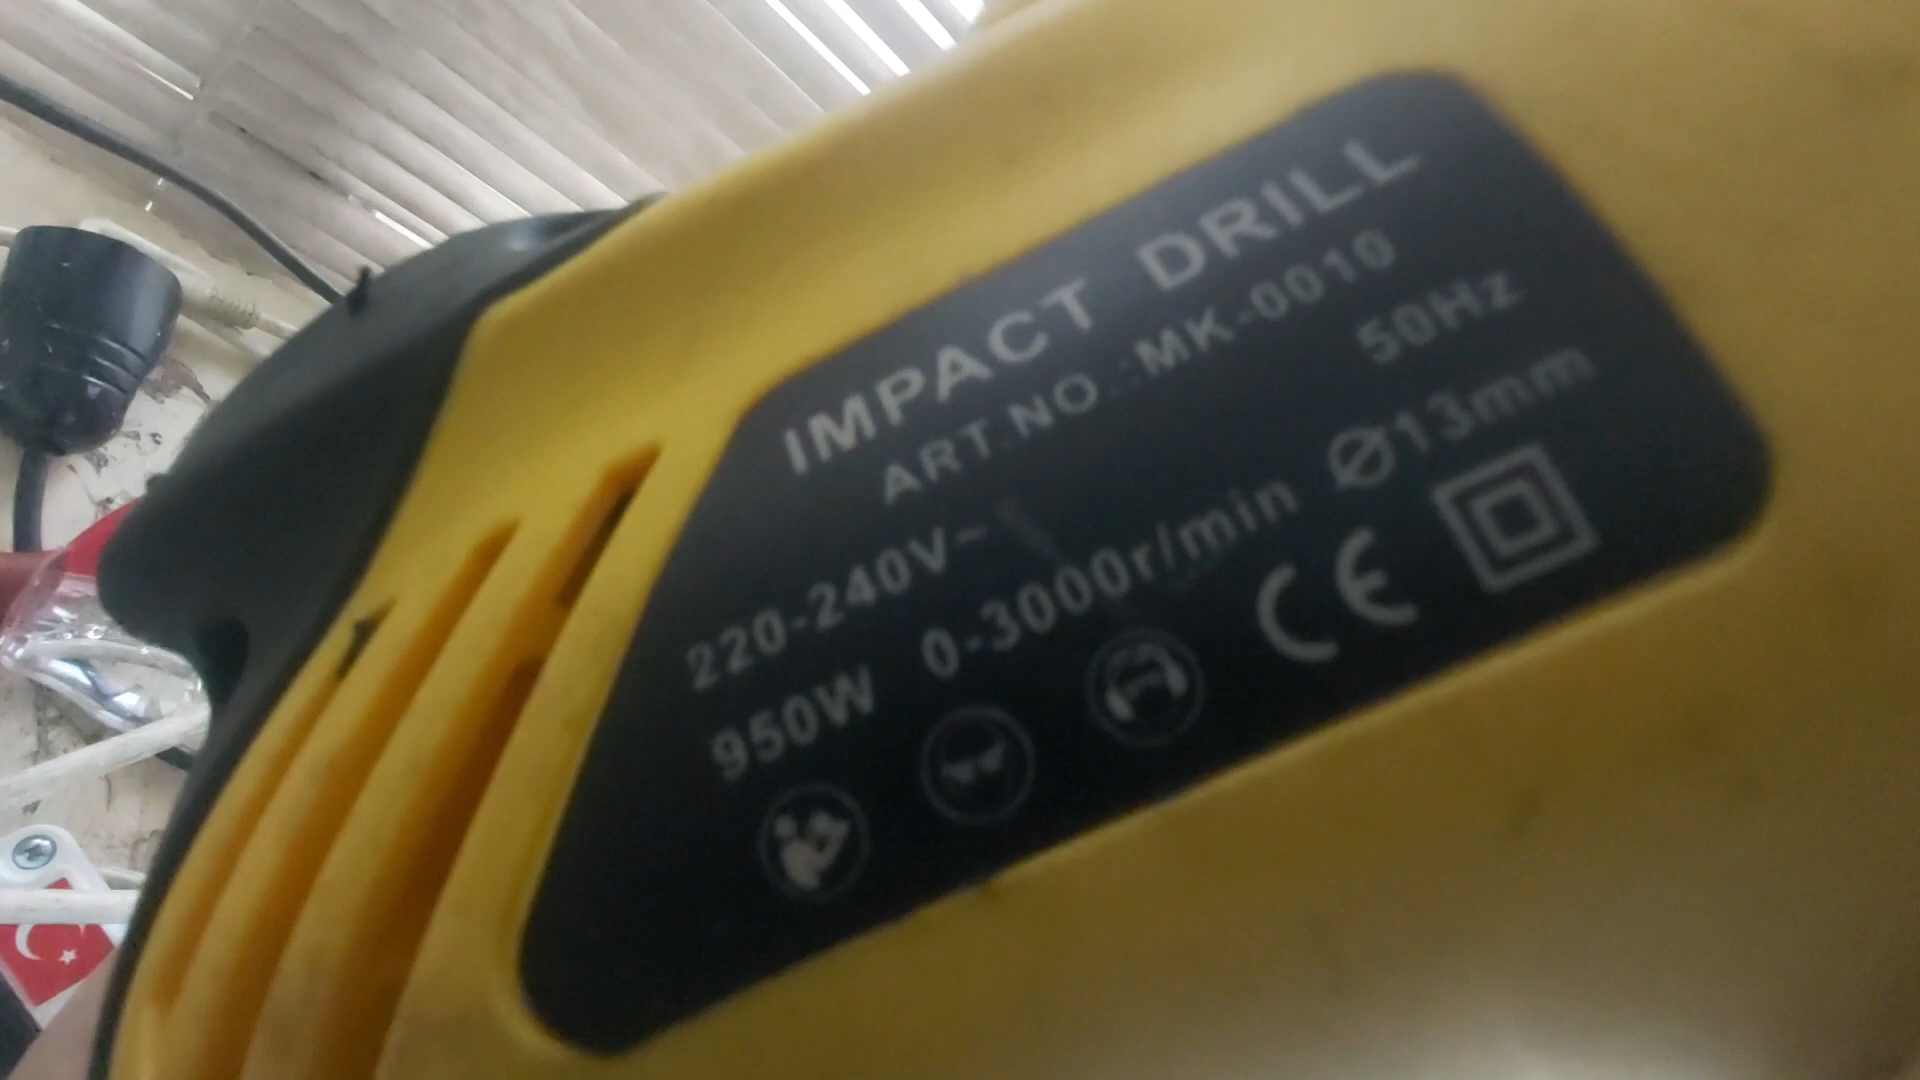 IMPACT DRILL
ART.NO.:MK-0010
220-240V~ 50Hz
950W 0-3000r/min Ø13mm
CE